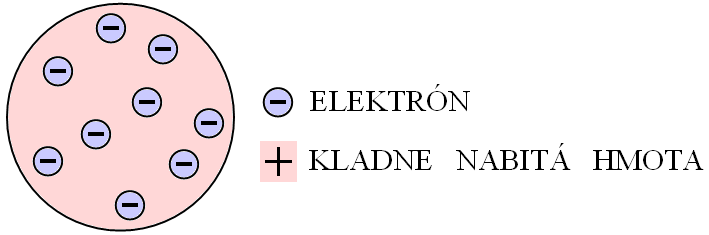 ELEKTRÓN
KLADNE NABITÁ HMOTA